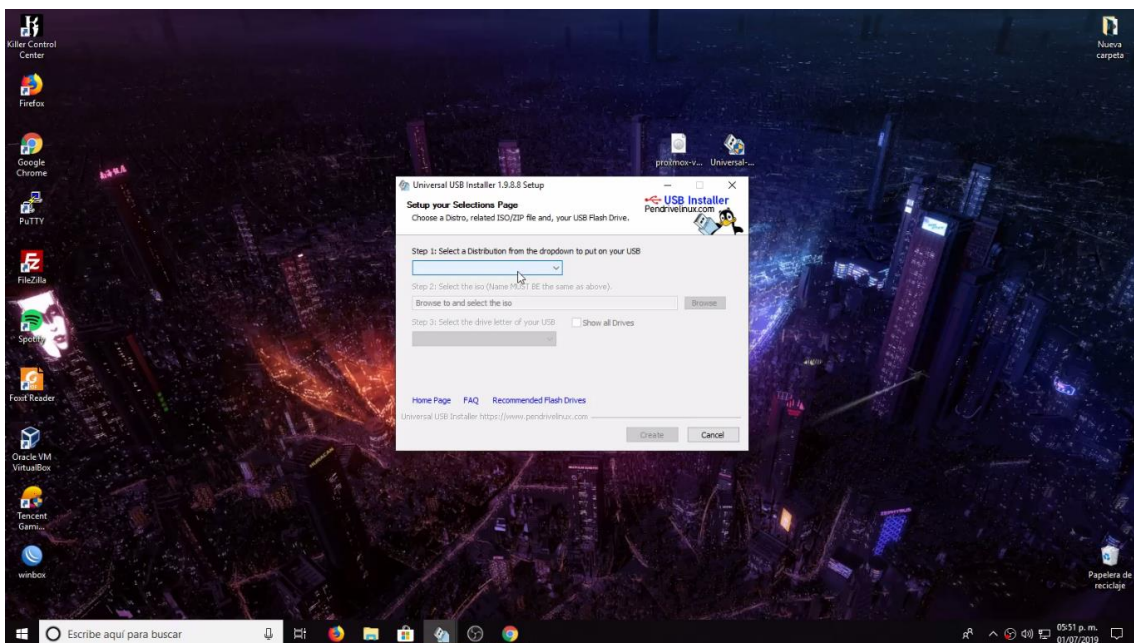 Killer Control
Center
Firefox
Google
Chrome
PuTTY
FileZilla
Spotify
Foxit Reader
Oracle VM
VirtualBox
Tencent
Gami...
winbox
Nueva
carpeta
proxmox-v...
Universal-...
Universal USB Installer 1.9.8.8 Setup
Setup your Selections Page
Choose a Distro, related ISO/ZIP file and, your USB Flash Drive.
USB Installer
Pendrivelinux.com
Step 1: Select a Distribution from the dropdown to put on your USB
Step 2: Select the iso (Name MUST BE the same as above).
Browse to and select the iso
Browse
Step 3: Select the drive letter of your USB
Show all Drives
Home Page FAQ Recommended Flash Drives
Universal USB Installer https://www.pendrivelinux.com
Create
Cancel
Papelera de
reciclaje
Escribe aquí para buscar
05:51 p. m.
01/07/2019